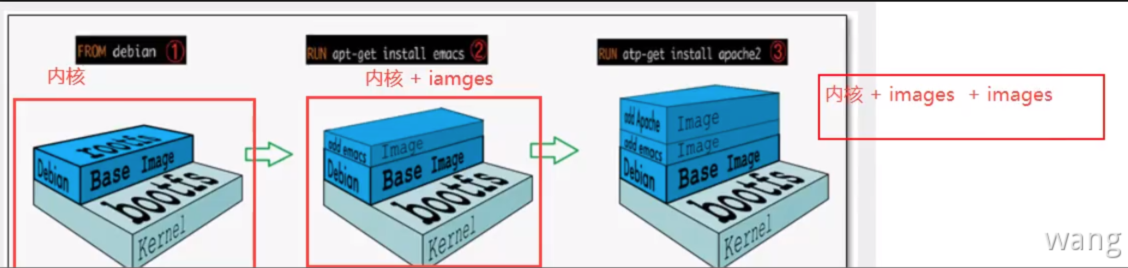 FROM debian ①
RUN apt-get install emacs ②
RUN atp-get install apache2 ③
内核
内核 + iamges
内核 + images + images
rootfs
Debian
Base Image
bootfs
Kernel
add emacs
Image
Debian
Base Image
bootfs
Kernel
add Apache
Image
add emacs
Image
Debian
Base Image
bootfs
Kernel
wang